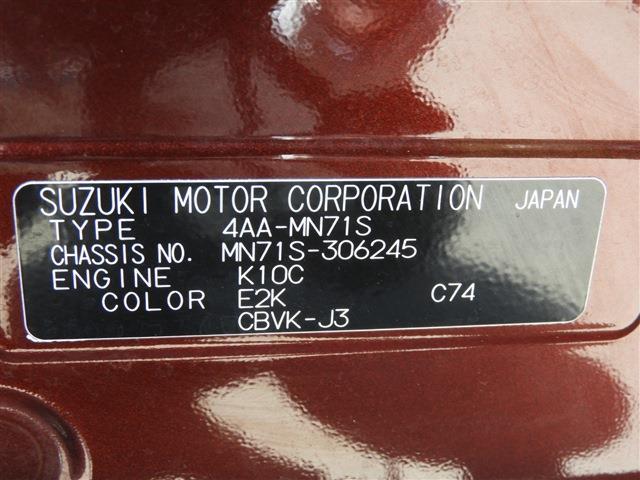 SUZUKI MOTOR CORPORATION JAPAN
TYPE 4AA-MN71S
CHASSIS NO. MN71S-306245
ENGINE K10C
COLOR E2K C74
CBVK-J3